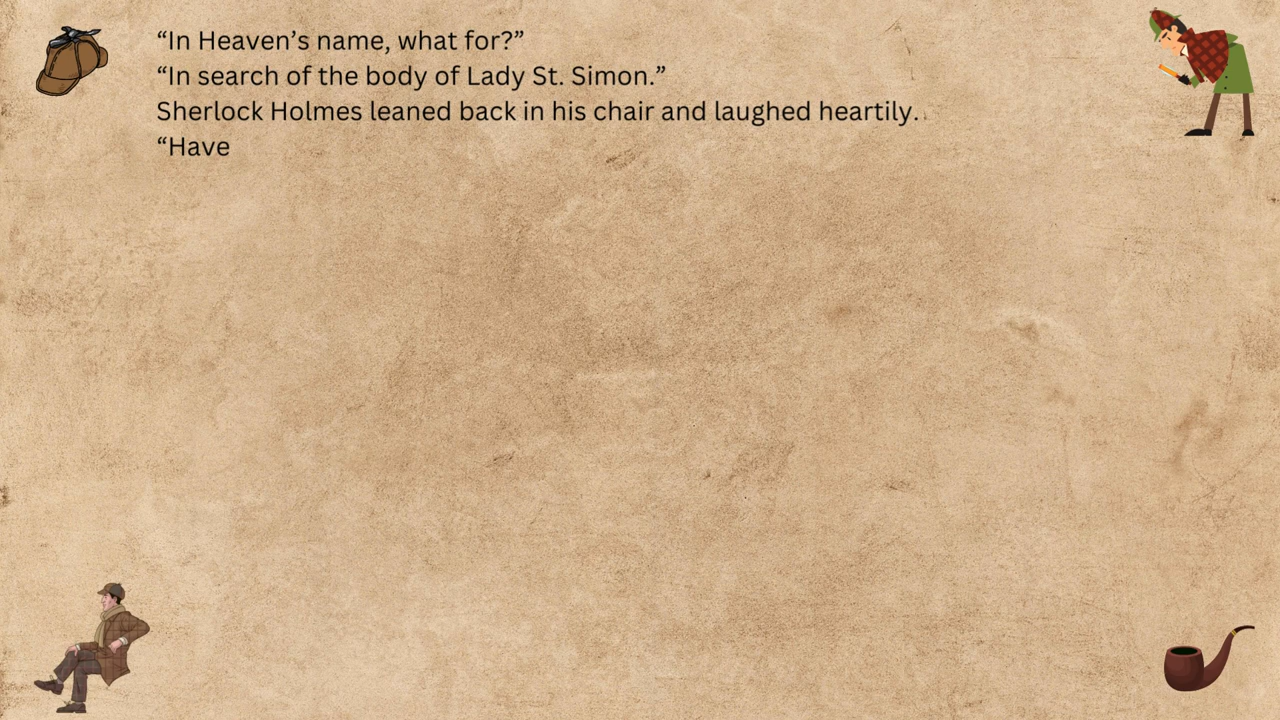 “In Heaven’s name, what for?”
“In search of the body of Lady St. Simon.”
Sherlock Holmes leaned back in his chair and laughed heartily.
“Have